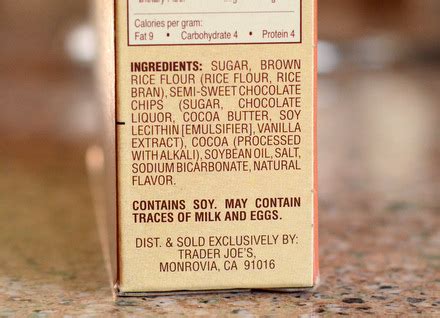 Calories per gram:
Fat 9 • Carbohydrate 4 • Protein 4
INGREDIENTS: SUGAR, BROWN
RICE FLOUR (RICE FLOUR, RICE
BRAN), SEMI-SWEET CHOCOLATE
CHIPS (SUGAR, CHOCOLATE
LIQUOR, COCOA BUTTER, SOY
LECITHIN [EMULSIFIER], VANILLA
EXTRACT), COCOA (PROCESSED
WITH ALKALI), SOYBEAN OIL, SALT,
SODIUM BICARBONATE, NATURAL
FLAVOR.
CONTAINS SOY. MAY CONTAIN
TRACES OF MILK AND EGGS.
DIST. & SOLD EXCLUSIVELY BY:
TRADER JOE'S,
MONROVIA, CA 91016